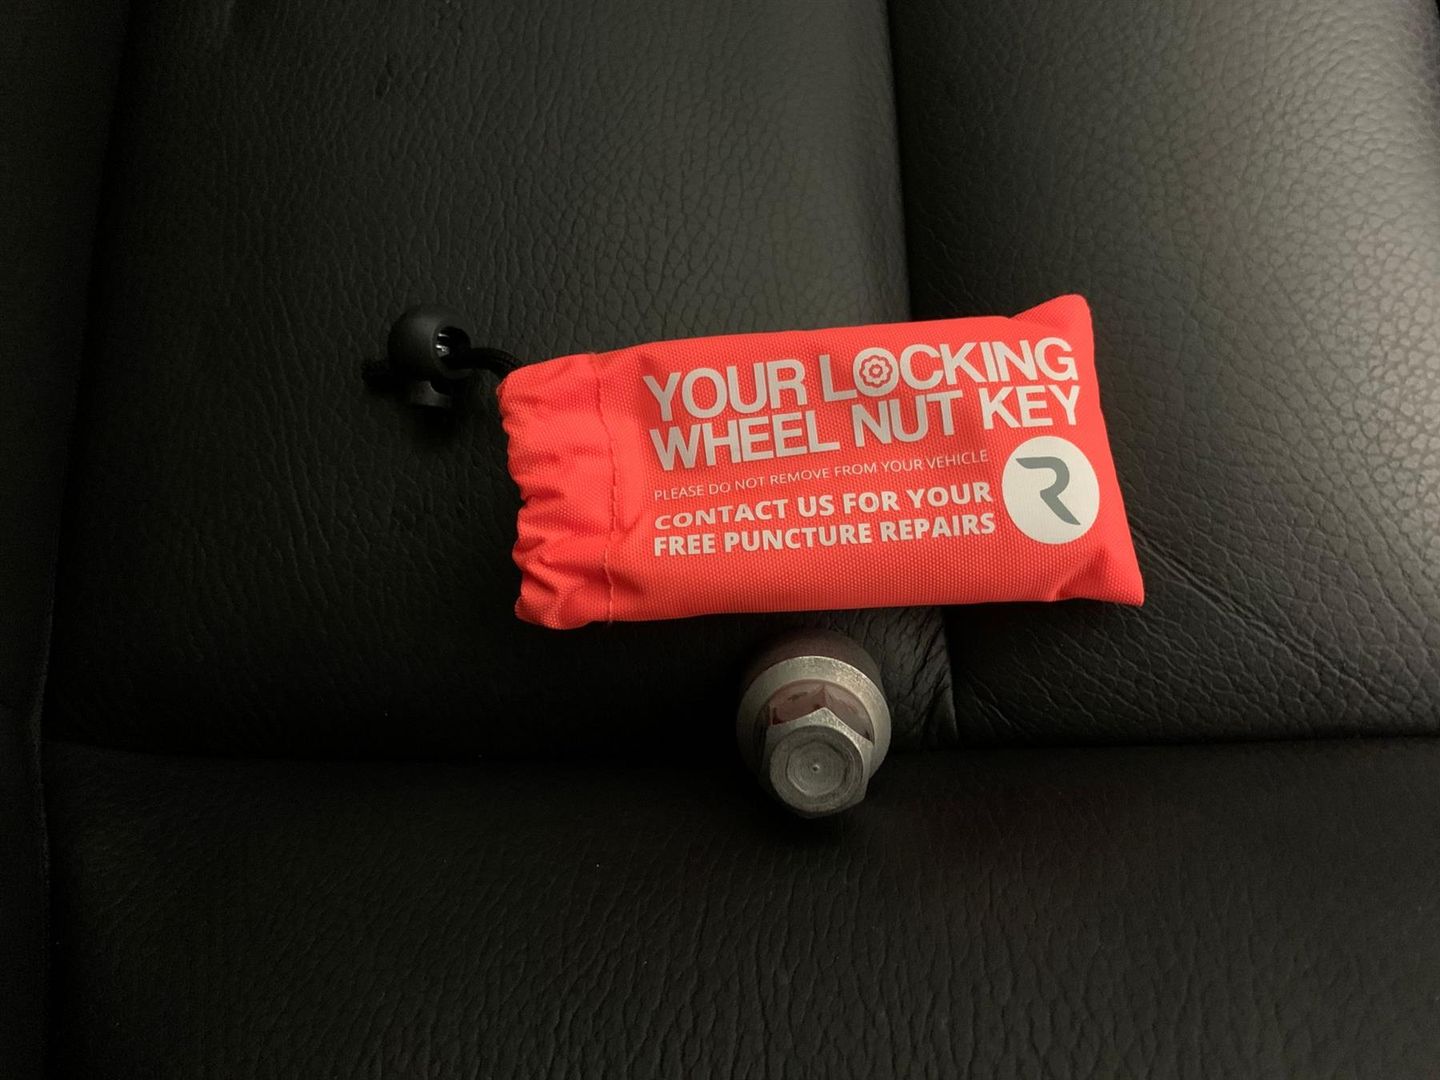 YOUR LOCKING
WHEEL NUT KEY
PLEASE DO NOT REMOVE FROM YOUR VEHICLE
CONTACT US FOR YOUR
FREE PUNCTURE REPAIRS
R